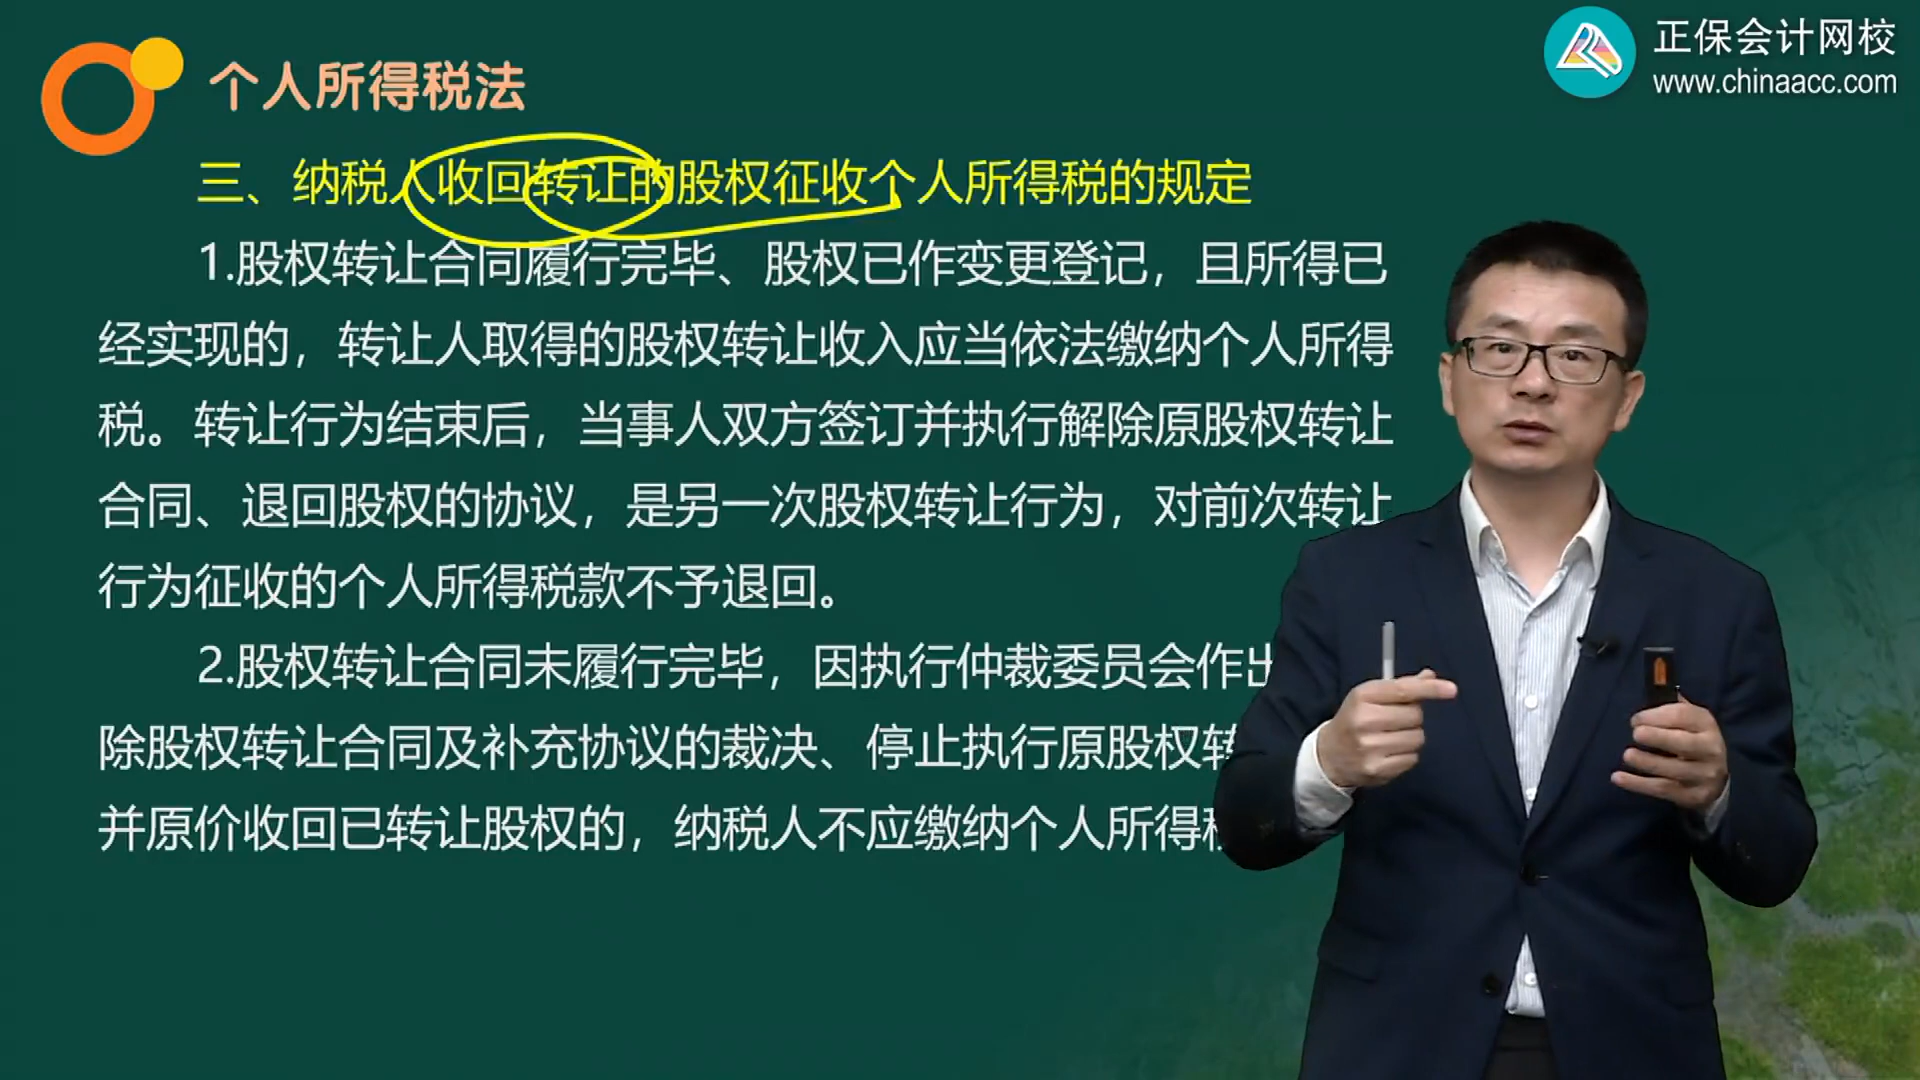 正保会计网校
www.chinaacc.com
个人所得税法
三、纳税人收回转让的股权征收个人所得税的规定
1.股权转让合同履行完毕、股权已作变更登记，且所得已
经实现的，转让人取得的股权转让收入应当依法缴纳个人所得
税。转让行为结束后，当事人双方签订并执行解除原股权转让
合同、退回股权的协议，是另一次股权转让行为，对前次转让
行为征收的个人所得税款不予退回。
2.股权转让合同未履行完毕，因执行仲裁委员会作出
除股权转让合同及补充协议的裁决、停止执行原股权转
并原价收回已转让股权的，纳税人不应缴纳个人所得税